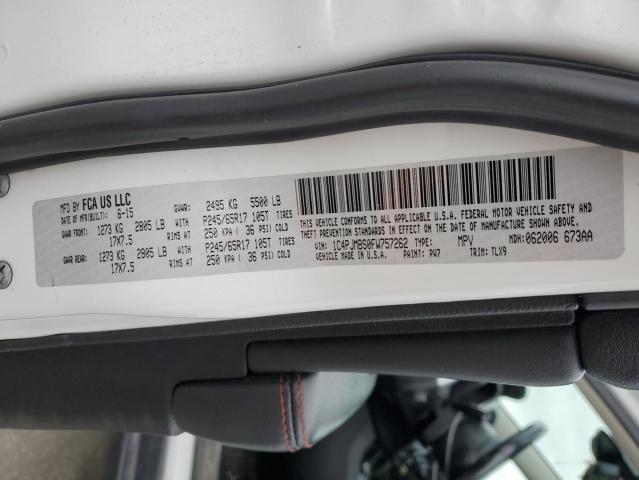 MFD BY FCA US LLC
DATE OF MFR(BUILT): 6-15 GVWR: 2495 KG 5500 LB
GAWR FRONT: 1273 KG 2805 LB WITH P245/65R17 105T TIRES
17X7.5 RIMS AT 250 KPA ( 36 PSI) COLD
GAWR REAR: 1273 KG 2805 LB WITH P245/65R17 105T TIRES
17X7.5 RIMS AT 250 KPA ( 36 PSI) COLD
THIS VEHICLE CONFORMS TO ALL APPLICABLE U.S.A. FEDERAL MOTOR VEHICLE SAFETY AND
THEFT PREVENTION STANDARDS IN EFFECT ON THE DATE OF MANUFACTURE SHOWN ABOVE.
VEHICLE MADE IN U.S.A.
VIN: 1C4PJMBS0FW757262 MPV MDH:062006 673AA
PAINT: PW7 TRIM: TLX9